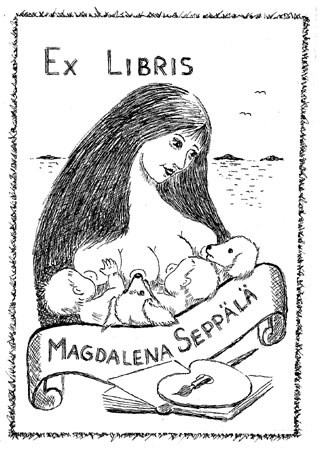 EX LIBRIS
MAGDALENA SEPPÄLÄ